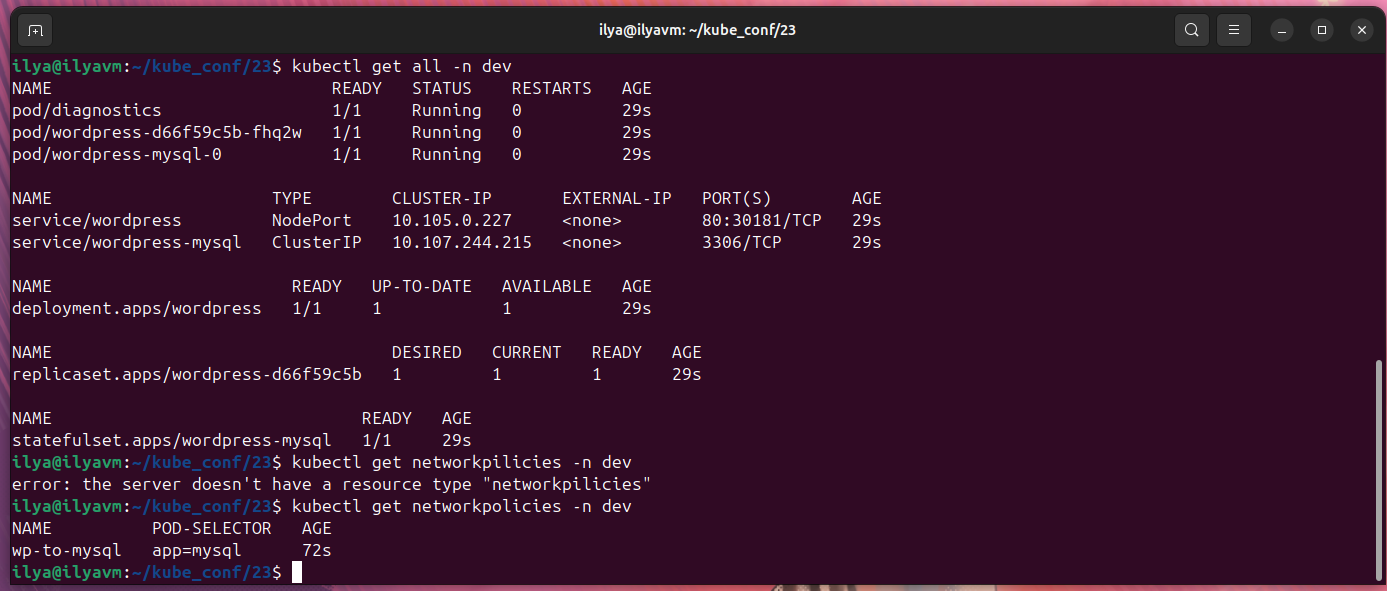 ilya@ilyavm: ~/kube_conf/23
ilya@ilyavm:~/kube_conf/23$ kubectl get all -n dev
NAME                            READY   STATUS    RESTARTS   AGE
pod/diagnostics                 1/1     Running   0          29s
pod/wordpress-d66f59c5b-fhq2w   1/1     Running   0          29s
pod/wordpress-mysql-0           1/1     Running   0          29s

NAME                      TYPE        CLUSTER-IP       EXTERNAL-IP   PORT(S)        AGE
service/wordpress         NodePort    10.105.0.227     <none>        80:30181/TCP   29s
service/wordpress-mysql   ClusterIP   10.107.244.215   <none>        3306/TCP       29s

NAME                        READY   UP-TO-DATE   AVAILABLE   AGE
deployment.apps/wordpress   1/1     1            1           29s

NAME                                  DESIRED   CURRENT   READY   AGE
replicaset.apps/wordpress-d66f59c5b   1         1         1       29s

NAME                               READY   AGE
statefulset.apps/wordpress-mysql   1/1     29s
ilya@ilyavm:~/kube_conf/23$ kubectl get networkpilicies -n dev
error: the server doesn't have a resource type "networkpilicies"
ilya@ilyavm:~/kube_conf/23$ kubectl get networkpolicies -n dev
NAME          POD-SELECTOR   AGE
wp-to-mysql   app=mysql      72s
ilya@ilyavm:~/kube_conf/23$